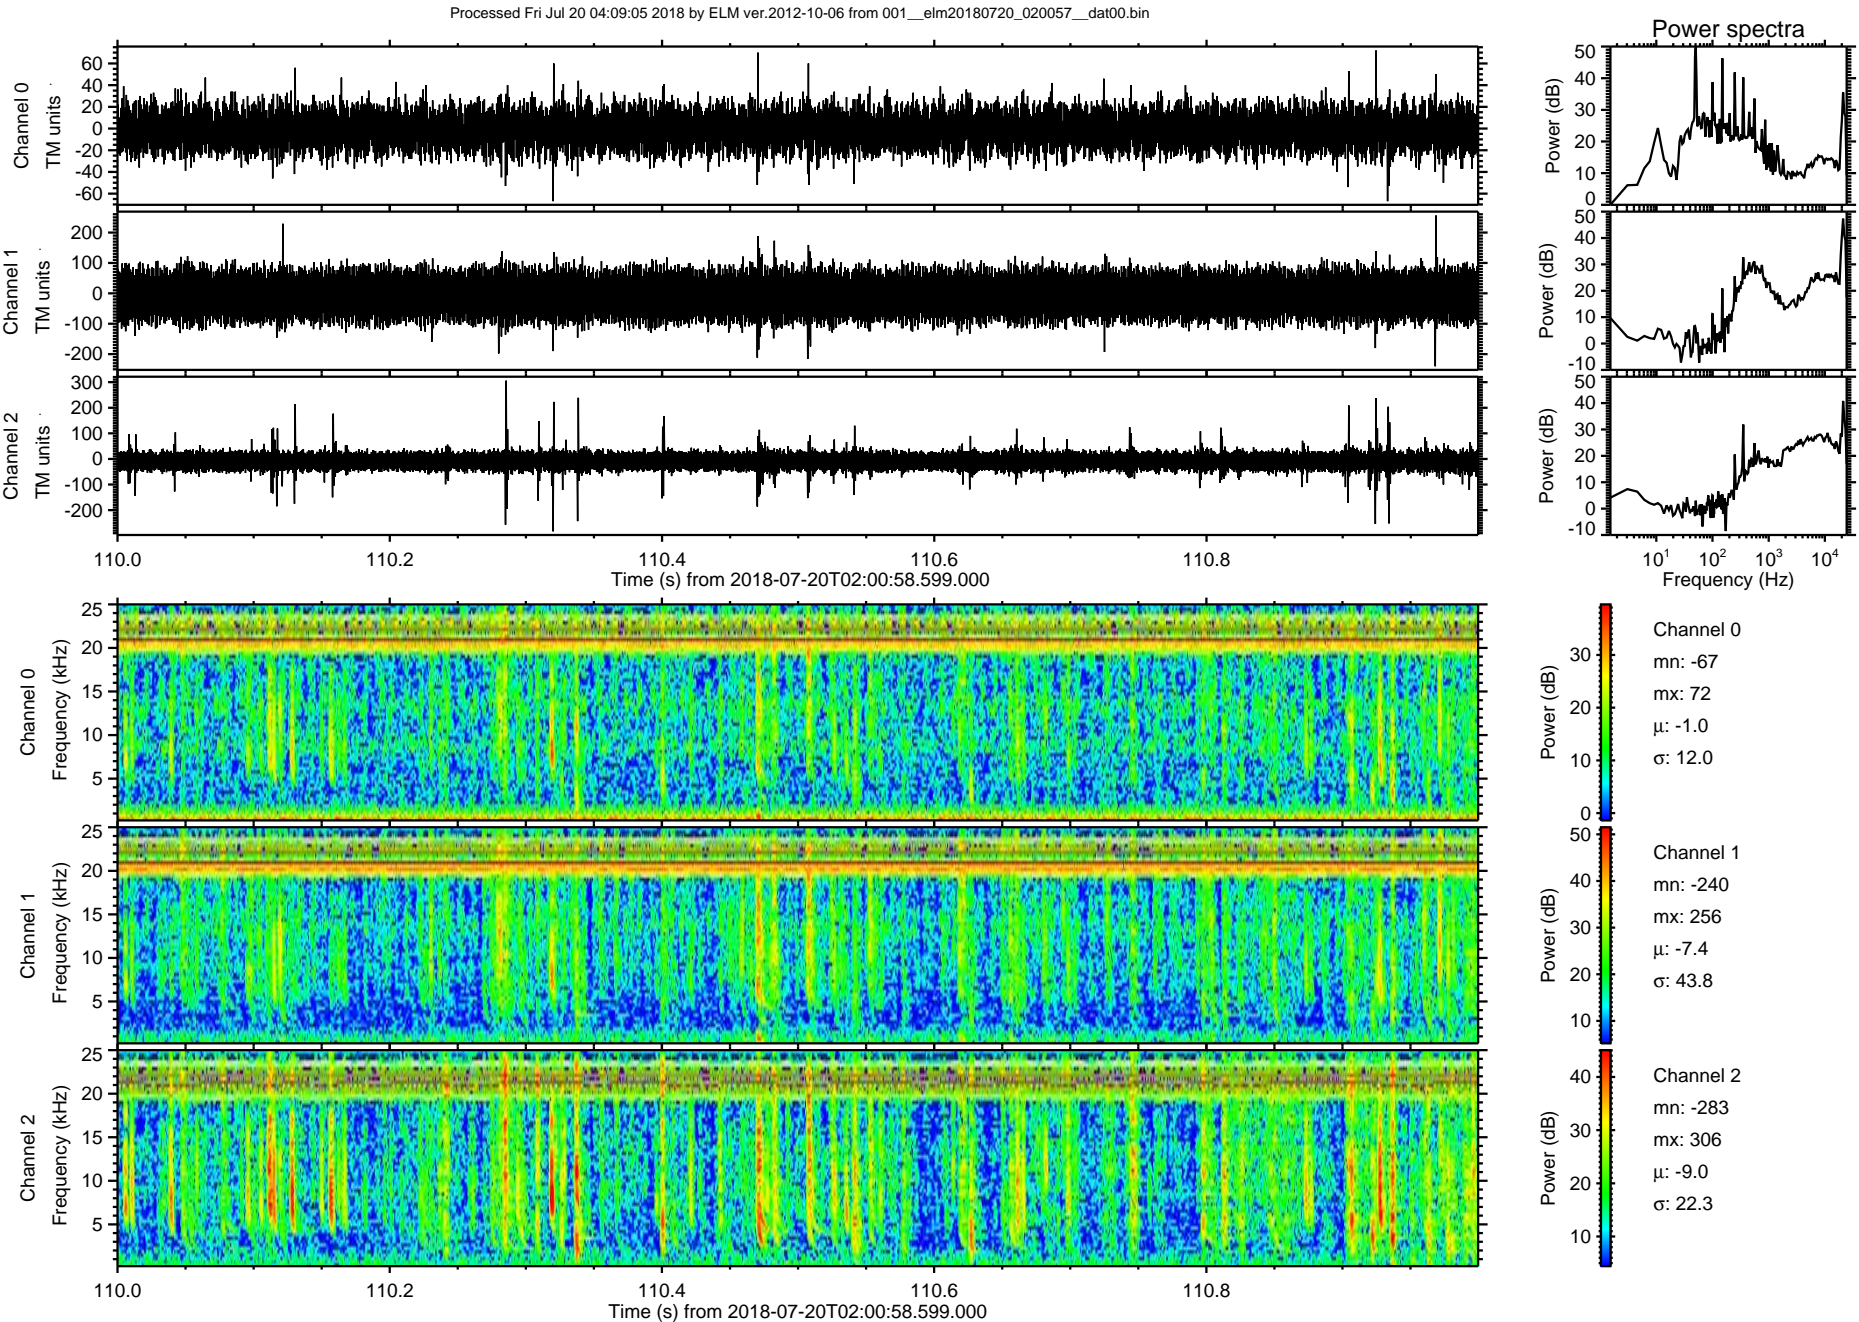 Processed Fri Jul 20 04:09:05 2018 by ELM ver.2012-10-06 from 001__elm20180720_020057__dat00.bin
Power spectra
Channel 0
TM units
60
40
20
0
-20
-40
-60
Power (dB)
50
40
30
20
10
0
Channel 1
TM units
200
100
0
-100
-200
Power (dB)
50
40
30
20
10
0
-10
Channel 2
TM units
300
200
100
0
-100
-200
Power (dB)
50
40
30
20
10
0
-10
110.0 110.2 110.4 110.6 110.8
Time (s) from 2018-07-20T02:00:58.599.000
10¹ 10² 10³ 10⁴
Frequency (Hz)
Channel 0
Frequency (kHz)
25
20
15
10
5
Power (dB)
30
20
10
0
Channel 0
mn: -67
mx: 72
μ: -1.0
σ: 12.0
Channel 1
Frequency (kHz)
25
20
15
10
5
Power (dB)
50
40
30
20
10
Channel 1
mn: -240
mx: 256
μ: -7.4
σ: 43.8
Channel 2
Frequency (kHz)
25
20
15
10
5
Power (dB)
40
30
20
10
Channel 2
mn: -283
mx: 306
μ: -9.0
σ: 22.3
110.0 110.2 110.4 110.6 110.8
Time (s) from 2018-07-20T02:00:58.599.000